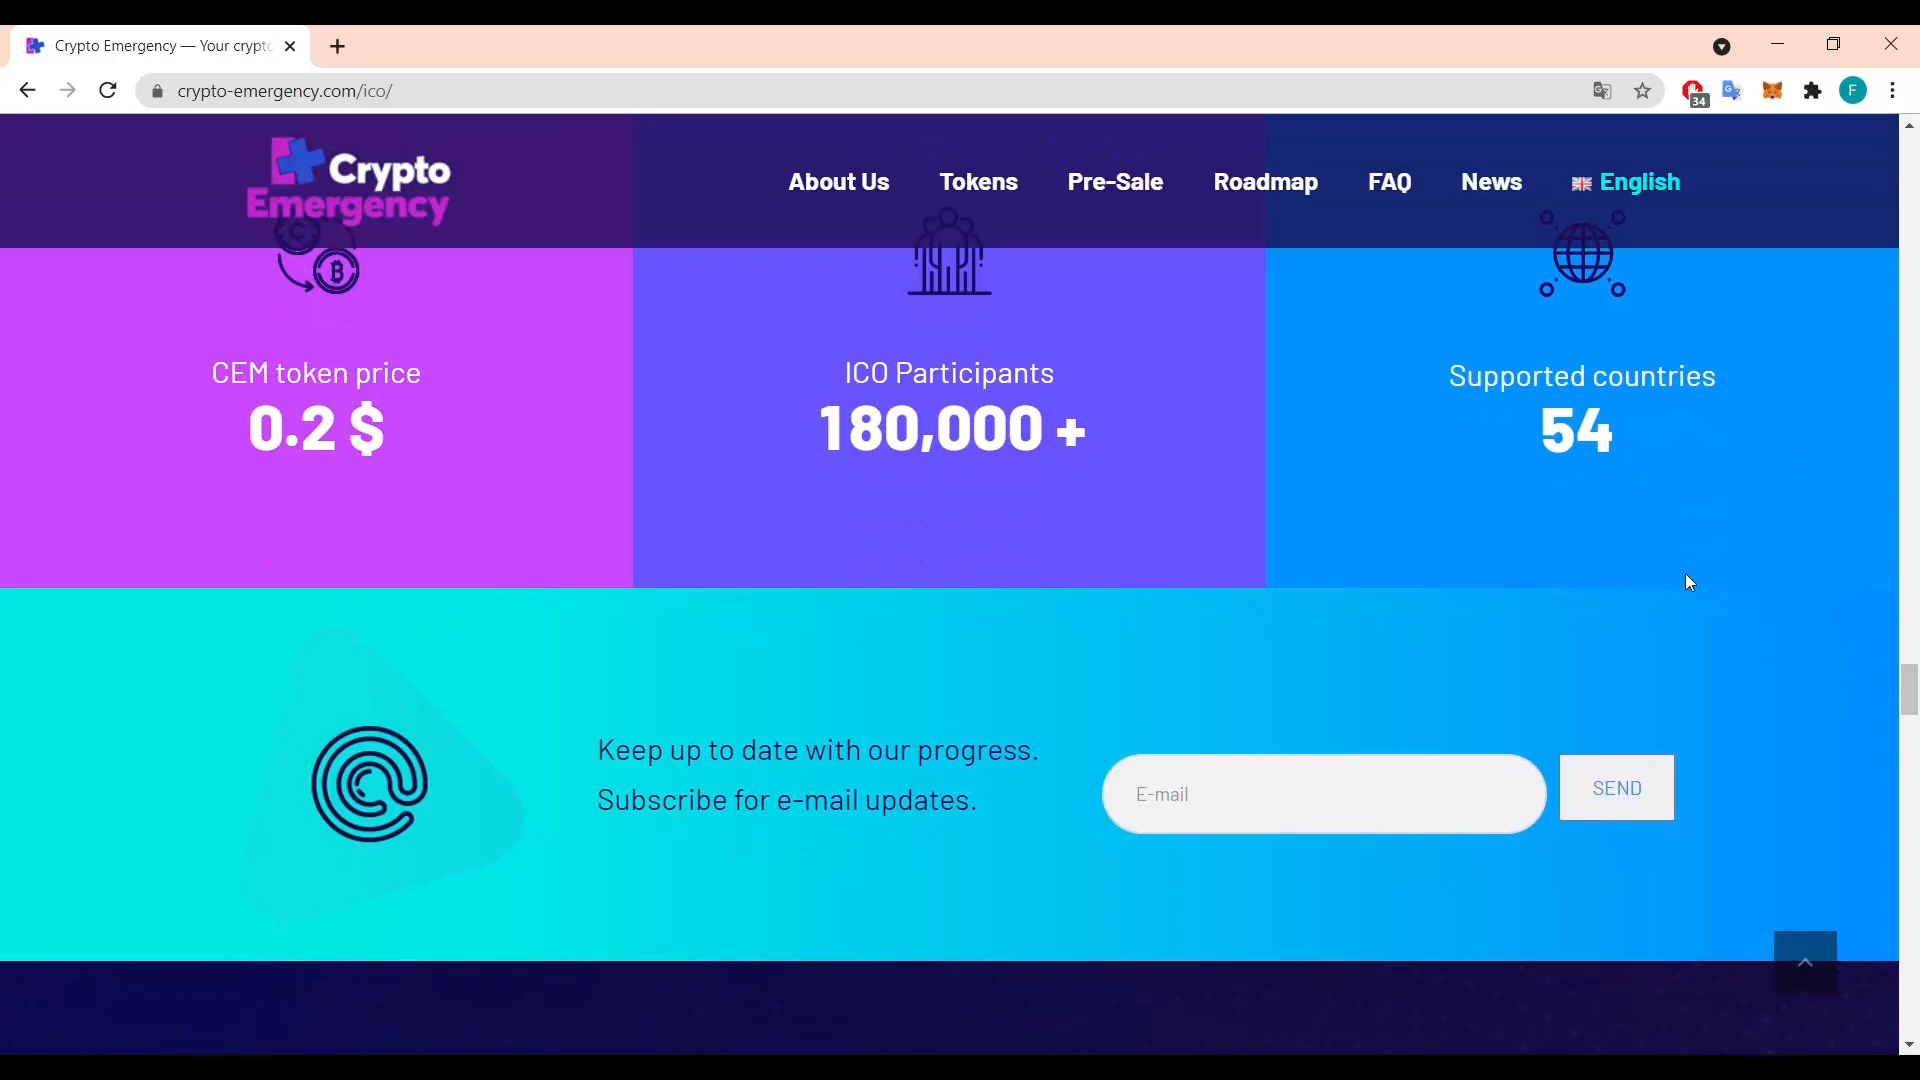 Crypto Emergency — Your crypto
crypto-emergency.com/ico/
34
F
Crypto
Emergency
About Us
Tokens
Pre-Sale
Roadmap
FAQ
News
English
CEM token price
0.2 $
ICO Participants
180,000 +
Supported countries
54
Keep up to date with our progress.
Subscribe for e-mail updates.
E-mail
SEND